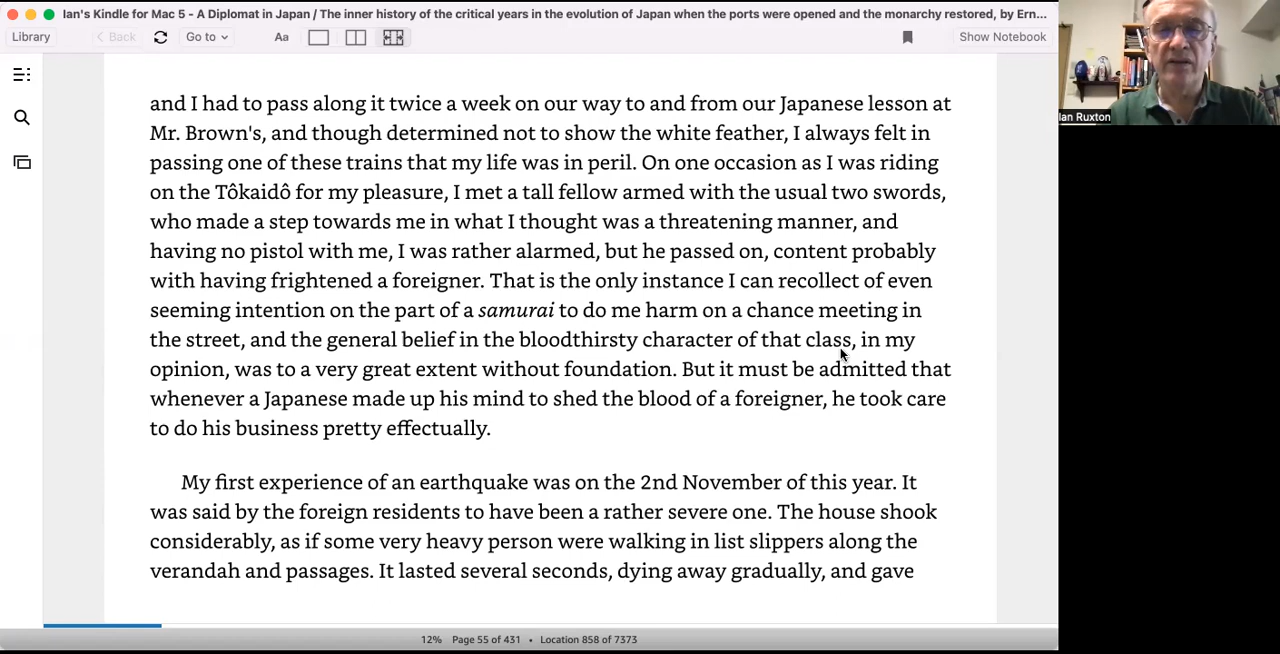 Ian's Kindle for Mac 5 - A Diplomat in Japan / The inner history of the critical years in the evolution of Japan when the ports were opened and the monarchy restored, by Ern...
Library
Back
Go to
Aa
Show Notebook
and I had to pass along it twice a week on our way to and from our Japanese lesson at
Mr. Brown's, and though determined not to show the white feather, I always felt in
passing one of these trains that my life was in peril. On one occasion as I was riding
on the Tôkaidô for my pleasure, I met a tall fellow armed with the usual two swords,
who made a step towards me in what I thought was a threatening manner, and
having no pistol with me, I was rather alarmed, but he passed on, content probably
with having frightened a foreigner. That is the only instance I can recollect of even
seeming intention on the part of a samurai to do me harm on a chance meeting in
the street, and the general belief in the bloodthirsty character of that class, in my
opinion, was to a very great extent without foundation. But it must be admitted that
whenever a Japanese made up his mind to shed the blood of a foreigner, he took care
to do his business pretty effectually.
My first experience of an earthquake was on the 2nd November of this year. It
was said by the foreign residents to have been a rather severe one. The house shook
considerably, as if some very heavy person were walking in list slippers along the
verandah and passages. It lasted several seconds, dying away gradually, and gave
12% Page 55 of 431 • Location 858 of 7373
Ian Ruxton